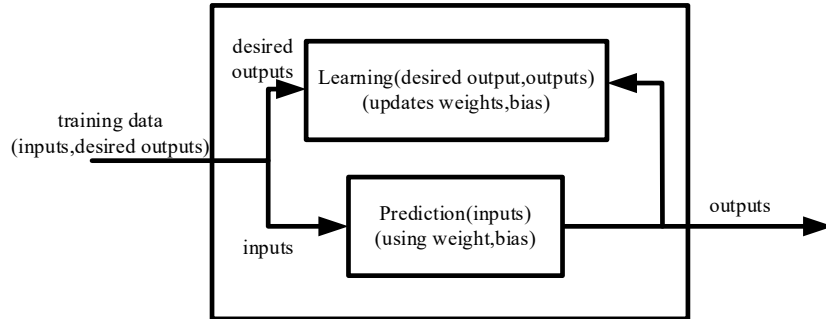 desired
outputs
Learning(desired output,outputs)
(updates weights,bias)
training data
(inputs,desired outputs)
Prediction(inputs)
(using weight,bias)
inputs
outputs